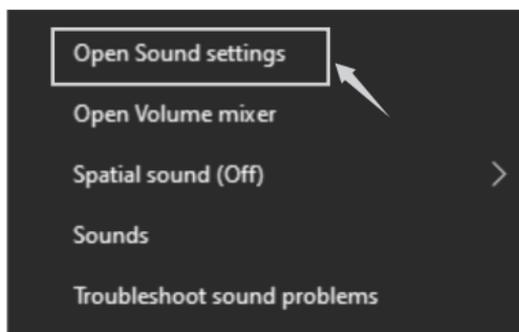 Open Sound settings
Open Volume mixer
Spatial sound (Off)
Sounds
Troubleshoot sound problems